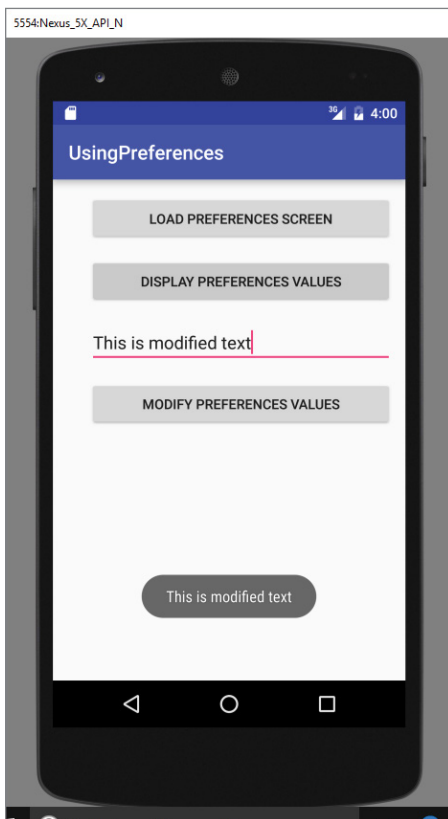 5554:Nexus_5X_API_N
3G 4:00
UsingPreferences
LOAD PREFERENCES SCREEN
DISPLAY PREFERENCES VALUES
This is modified text
MODIFY PREFERENCES VALUES
This is modified text